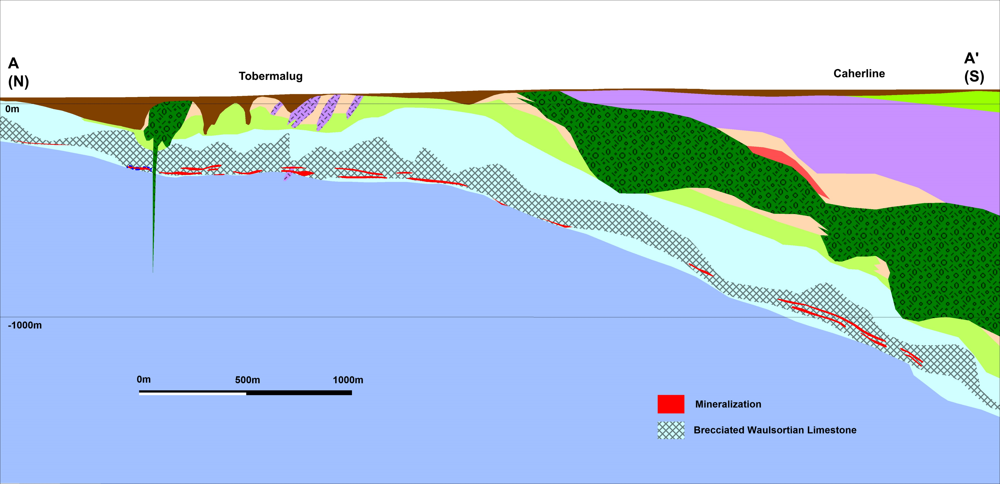 A
(N)
Tobermalug
Caherline
A'
(S)
0m
-1000m
0m 500m 1000m
Mineralization
Brecciated Waulsortian Limestone